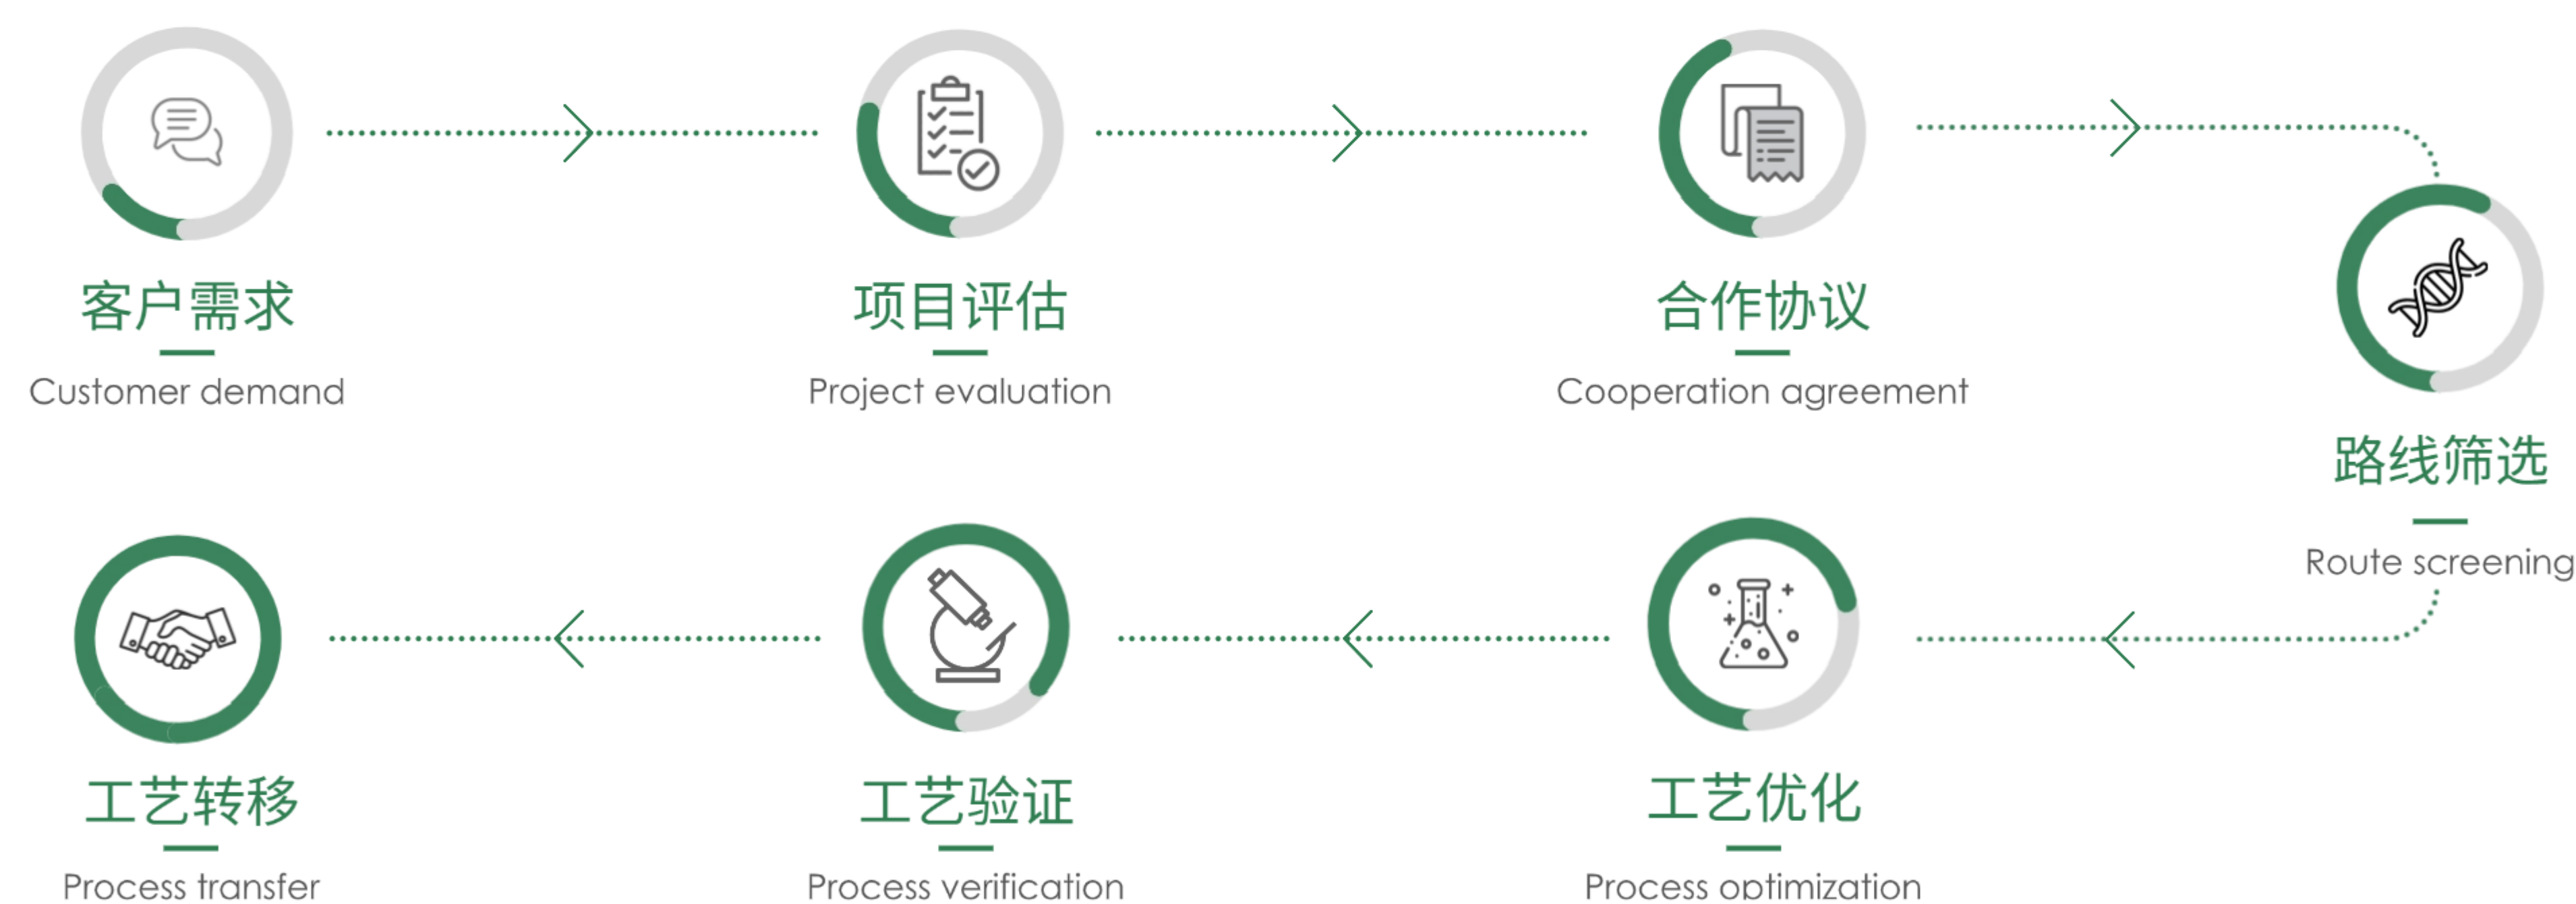 客户需求
Customer demand
项目评估
Project evaluation
合作协议
Cooperation agreement
路线筛选
Route screening
工艺优化
Process optimization
工艺验证
Process verification
工艺转移
Process transfer